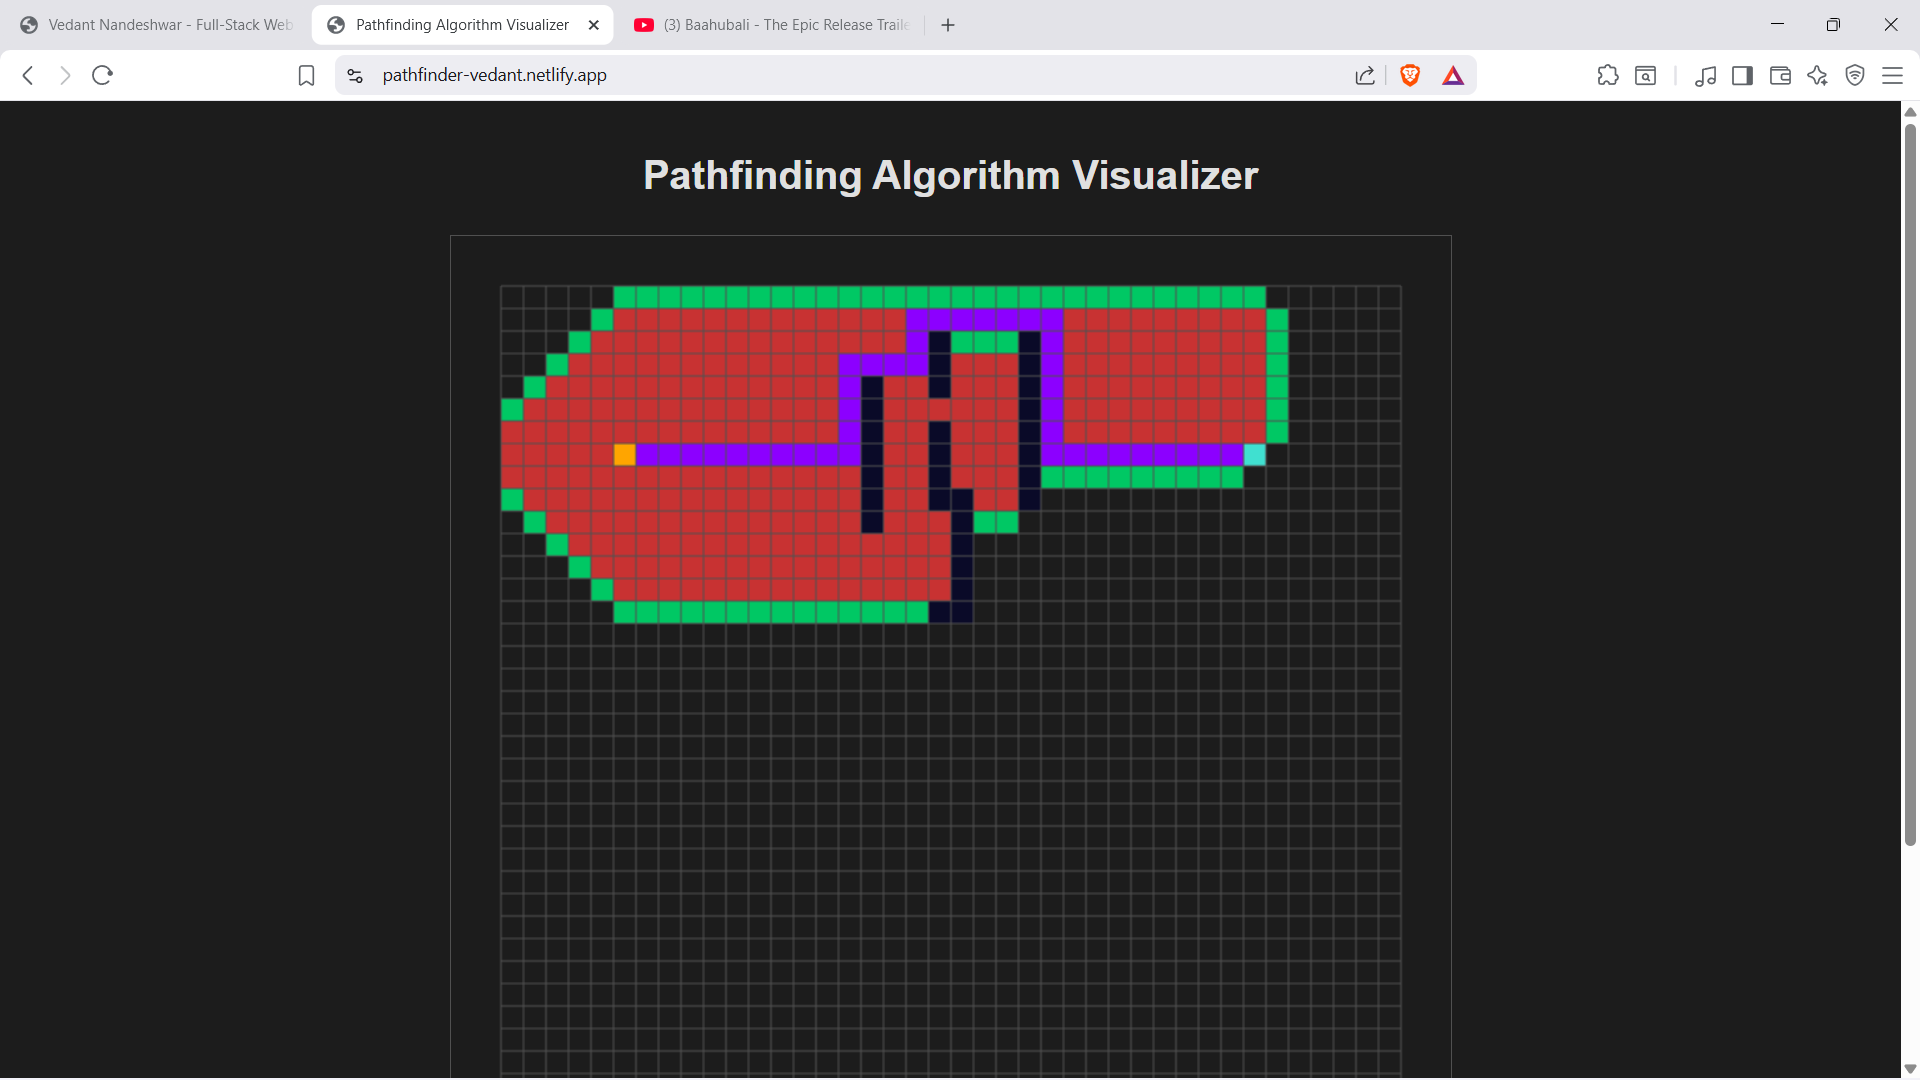 Vedant Nandeshwar - Full-Stack Web
Pathfinding Algorithm Visualizer
(3) Baahubali - The Epic Release Traile
pathfinder-vedant.netlify.app
Pathfinding Algorithm Visualizer